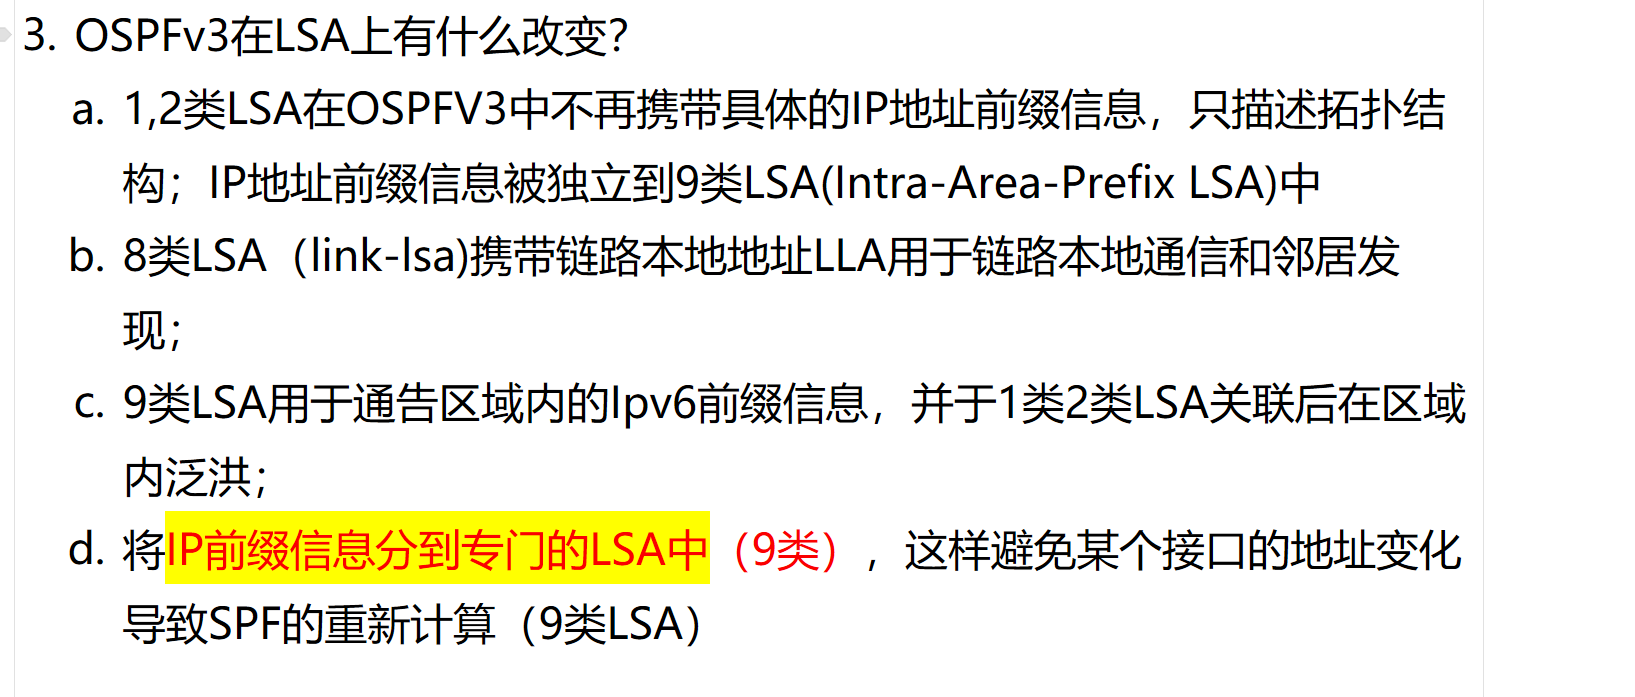 3. OSPFv3在LSA上有什么改变?
a. 1,2类LSA在OSPFV3中不再携带具体的IP地址前缀信息，只描述拓扑结
构；IP地址前缀信息被独立到9类LSA(Intra-Area-Prefix LSA)中
b. 8类LSA（link-lsa)携带链路本地地址LLA用于链路本地通信和邻居发
现；
c. 9类LSA用于通告区域内的Ipv6前缀信息，并于1类2类LSA关联后在区域
内泛洪；
d. 将IP前缀信息分到专门的LSA中（9类），这样避免某个接口的地址变化
导致SPF的重新计算（9类LSA）